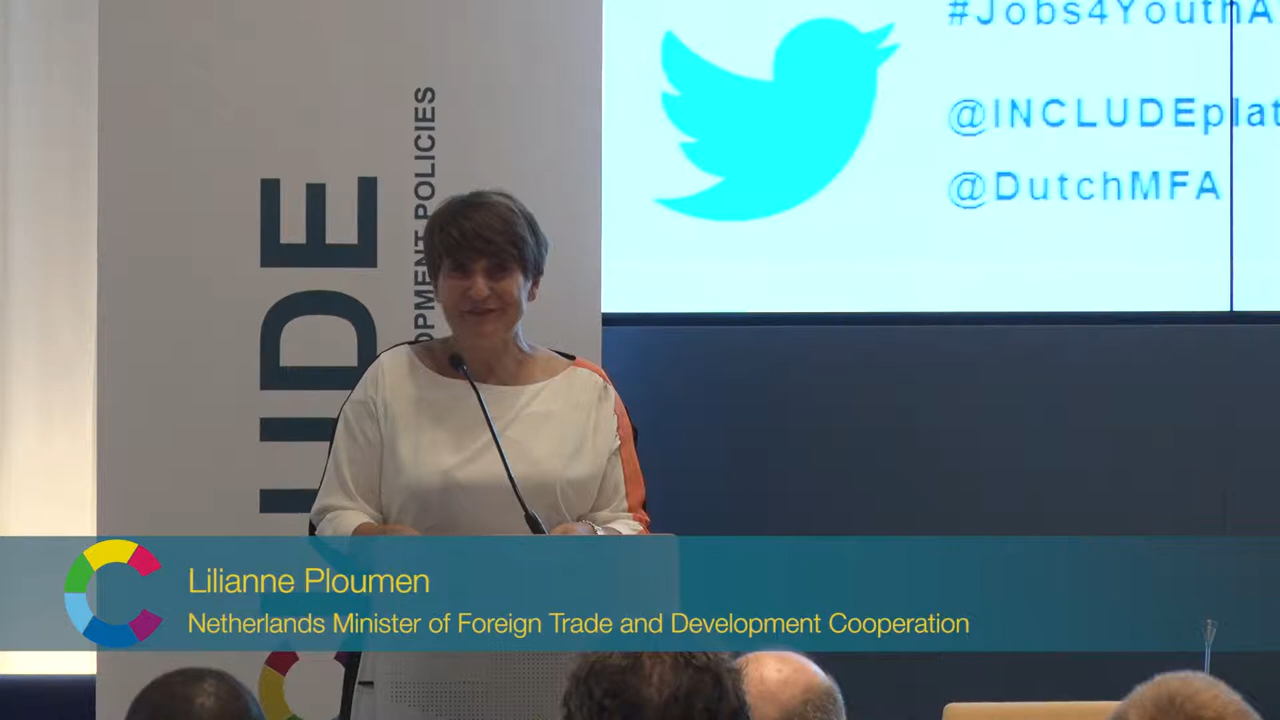 #Jobs4YouthA
@INCLUDEplat
@DutchMFA
UDE
OPMENT POLICIES
Lilianne Ploumen
Netherlands Minister of Foreign Trade and Development Cooperation